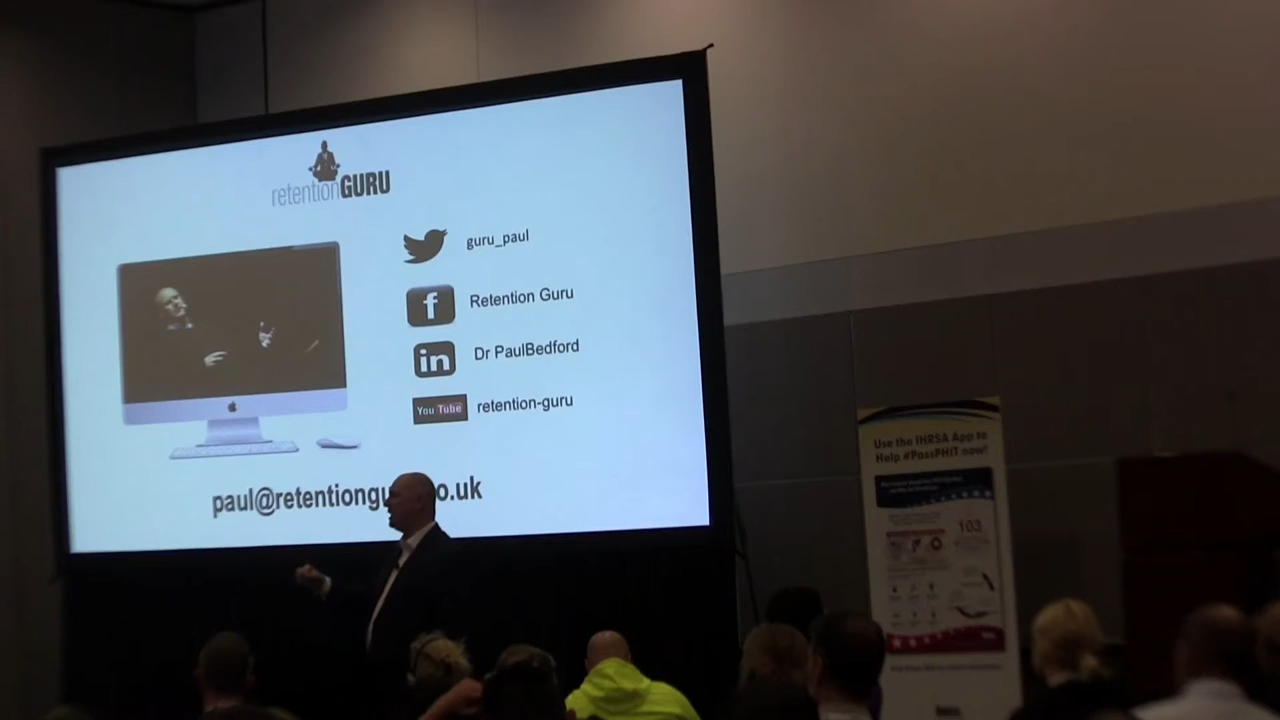 retentionGURU
guru_paul
f
Retention Guru
in
Dr PaulBedford
You Tube
retention-guru
paul@retentiongu
o.uk
Use the IHRSA App to
Help #PassPHIT now!
103